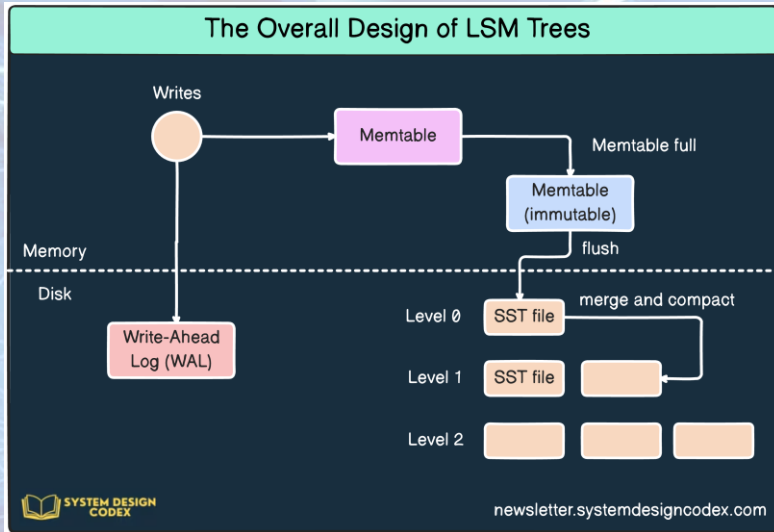 The Overall Design of LSM Trees
Writes
Memtable
Memtable full
Memtable
(immutable)
flush
Memory
Disk
Write-Ahead
Log (WAL)
Level 0
SST file
merge and compact
Level 1
SST file
Level 2
SYSTEM DESIGN
CODEX
newsletter.systemdesigncodex.com